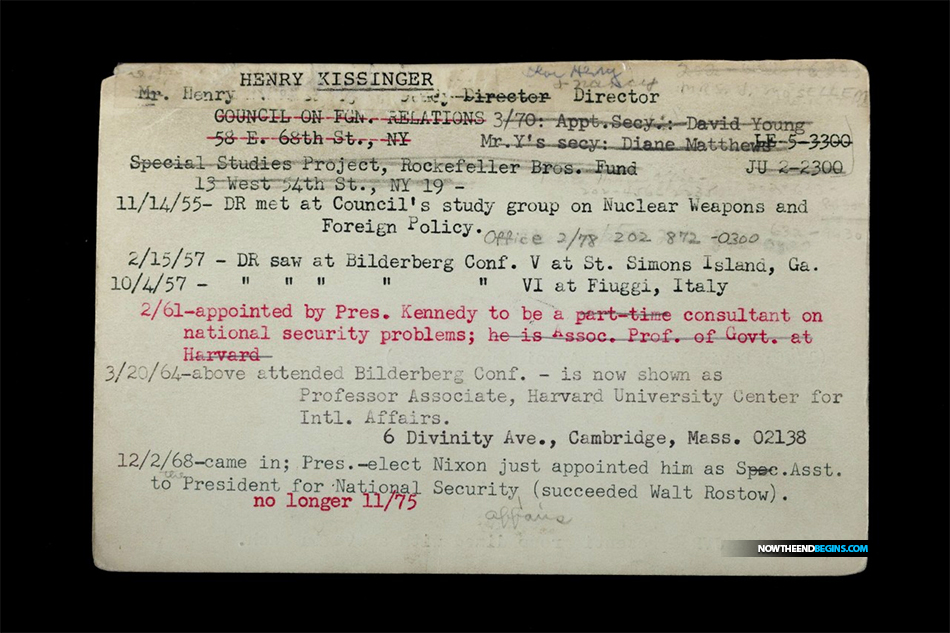 HENRY KISSINGER
Mr. Henry Director Director
COUNCIL ON FGN. RELATIONS 3/70: Appt.Secy.: David Young
58 E. 68th St., NY Mr.Y's secy: Diane Matthews LE-5-3300
Special Studies Project, Rockefeller Bros. Fund JU 2-2300
13 West 54th St., NY 19 -
11/14/55- DR met at Council's study group on Nuclear Weapons and
Foreign Policy.
Office 2/78 202 872 -0300
2/15/57 - DR saw at Bilderberg Conf. V at St. Simons Island, Ga.
10/4/57 - " " " " " VI at Fiuggi, Italy
2/61-appointed by Pres. Kennedy to be a part-time consultant on
national security problems; he is Assoc. Prof. of Govt. at
Harvard
3/20/64-above attended Bilderberg Conf. - is now shown as
Professor Associate, Harvard University Center for
Intl. Affairs.
6 Divinity Ave., Cambridge, Mass. 02138
12/2/68-came in; Pres.-elect Nixon just appointed him as Spec.Asst.
to the President for National Security (succeeded Walt Rostow).
no longer 11/75
affairs
NOWTHEENDBEGINS.COM